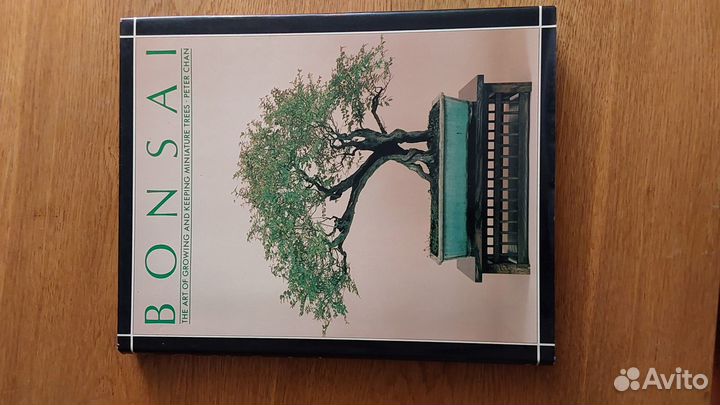 BONSAI
THE ART OF GROWING AND KEEPING MINIATURE TREES · PETER CHAN
Avito